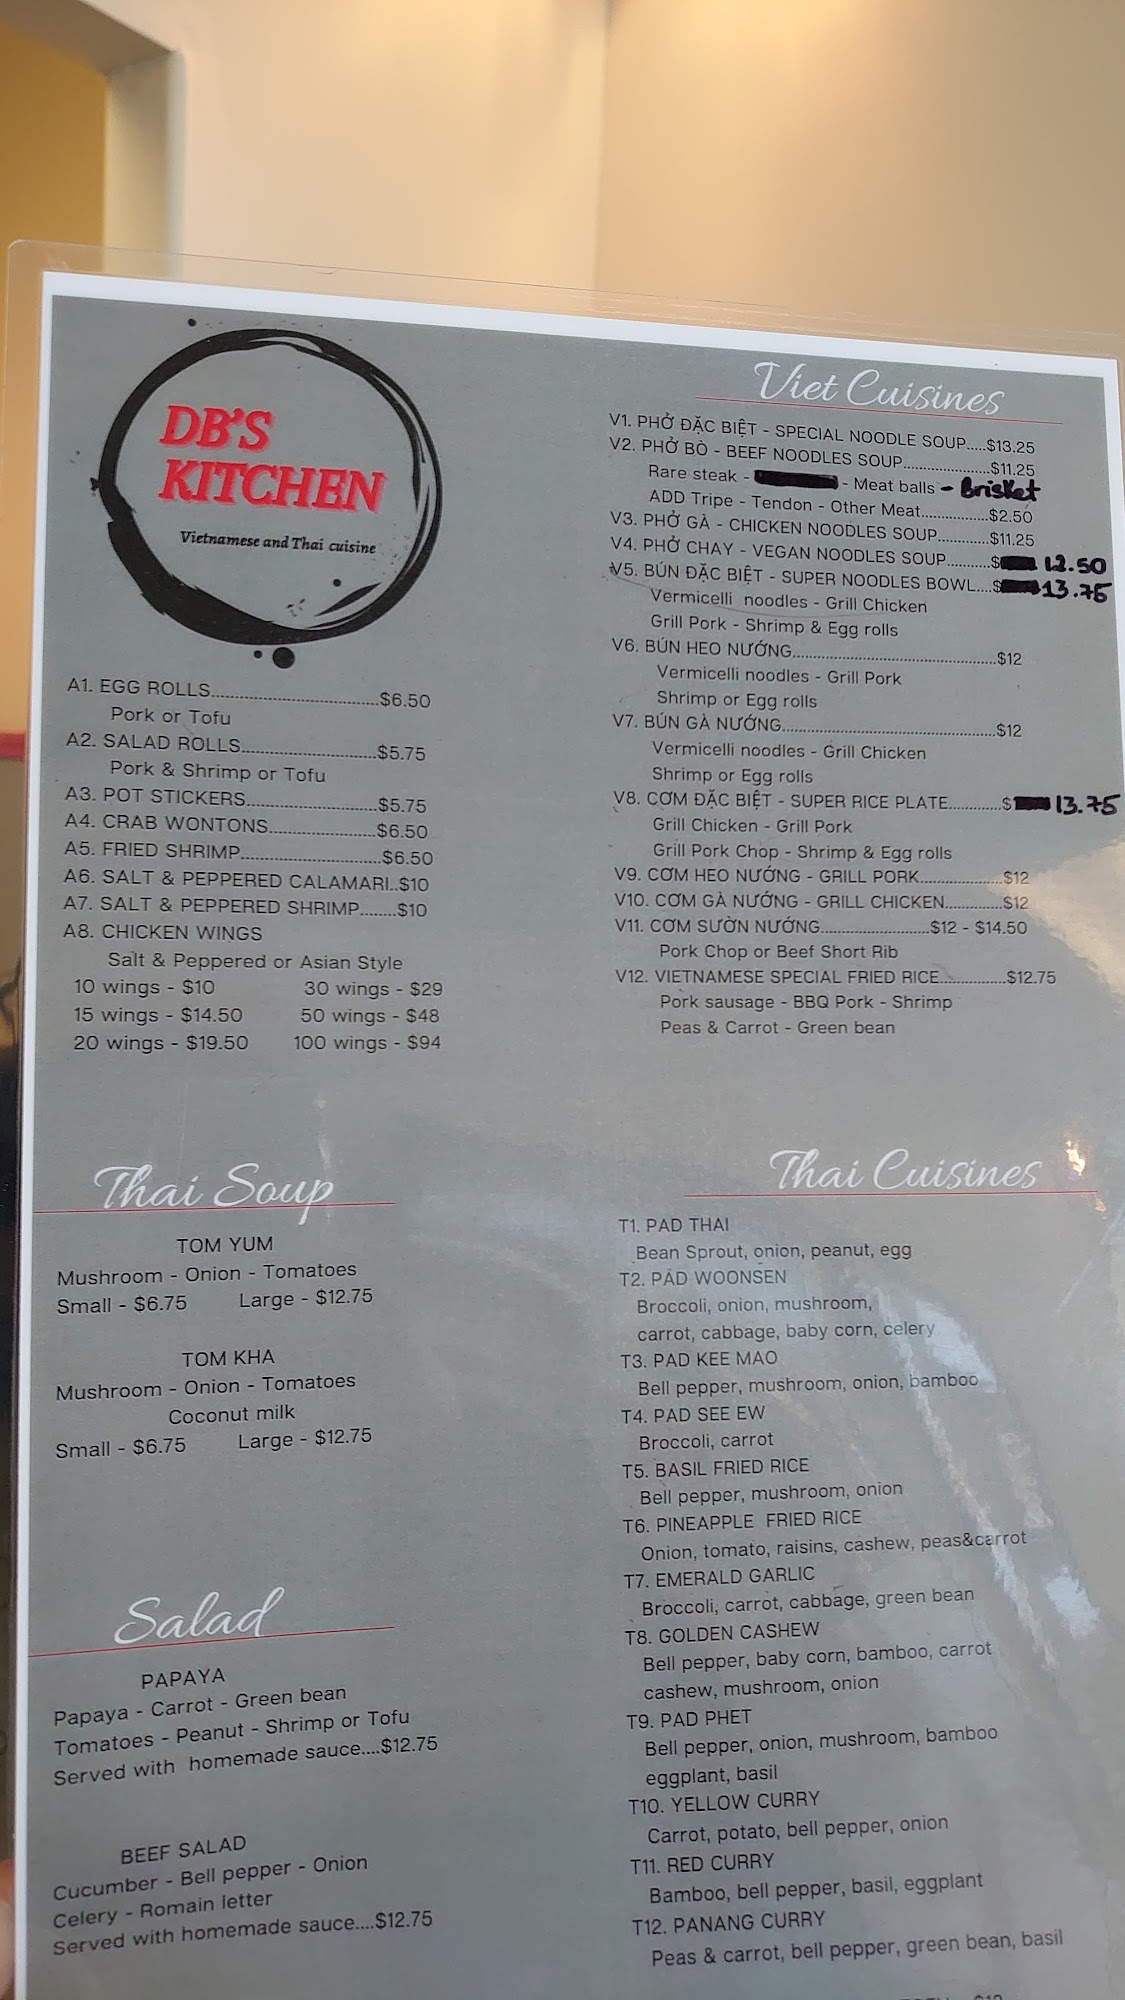 DB'S
KITCHEN
Vietnamese and Thai cuisine
A1. EGG ROLLS..................................$6.50
Pork or Tofu
A2. SALAD ROLLS...........................$5.75
Pork & Shrimp or Tofu
A3. POT STICKERS..........................$5.75
A4. CRAB WONTONS......................$6.50
A5. FRIED SHRIMP............................$6.50
A6. SALT & PEPPERED CALAMARI..$10
A7. SALT & PEPPERED SHRIMP........$10
A8. CHICKEN WINGS
Salt & Peppered or Asian Style
10 wings - $10 30 wings - $29
15 wings - $14.50 50 wings - $48
20 wings - $19.50 100 wings - $94
Thai Soup
TOM YUM
Mushroom - Onion - Tomatoes
Small - $6.75 Large - $12.75
TOM KHA
Mushroom - Onion - Tomatoes
Coconut milk
Small - $6.75 Large - $12.75
Salad
PAPAYA
Papaya - Carrot - Green bean
Tomatoes - Peanut - Shrimp or Tofu
Served with homemade sauce....$12.75
BEEF SALAD
Cucumber - Bell pepper - Onion
Celery - Romain letter
Served with homemade sauce....$12.75
Viet Cuisines
V1. PHỞ ĐẶC BIỆT - SPECIAL NOODLE SOUP.....$13.25
V2. PHỞ BÒ - BEEF NOODLES SOUP......................$11.25
Rare steak - - Meat balls - Brisket
ADD Tripe - Tendon - Other Meat.................$2.50
V3. PHỞ GÀ - CHICKEN NOODLES SOUP.............$11.25
V4. PHỞ CHAY - VEGAN NOODLES SOUP...........$ 12.50
V5. BÚN ĐẶC BIỆT - SUPER NOODLES BOWL....$ 13.75
Vermicelli noodles - Grill Chicken
Grill Pork - Shrimp & Egg rolls
V6. BÚN HEO NƯỚNG...................................................$12
Vermicelli noodles - Grill Pork
Shrimp or Egg rolls
V7. BÚN GÀ NƯỚNG.....................................................$12
Vermicelli noodles - Grill Chicken
Shrimp or Egg rolls
V8. CƠM ĐẶC BIỆT - SUPER RICE PLATE.............$ 13.75
Grill Chicken - Grill Pork
Grill Pork Chop - Shrimp & Egg rolls
V9. CƠM HEO NƯỚNG - GRILL PORK.....................$12
V10. CƠM GÀ NƯỚNG - GRILL CHICKEN..............$12
V11. CƠM SƯỜN NƯỚNG...........................$12 - $14.50
Pork Chop or Beef Short Rib
V12. VIETNAMESE SPECIAL FRIED RICE................$12.75
Pork sausage - BBQ Pork - Shrimp
Peas & Carrot - Green bean
Thai Cuisines
T1. PAD THAI
Bean Sprout, onion, peanut, egg
T2. PAD WOONSEN
Broccoli, onion, mushroom,
carrot, cabbage, baby corn, celery
T3. PAD KEE MAO
Bell pepper, mushroom, onion, bamboo
T4. PAD SEE EW
Broccoli, carrot
T5. BASIL FRIED RICE
Bell pepper, mushroom, onion
T6. PINEAPPLE FRIED RICE
Onion, tomato, raisins, cashew, peas&carrot
T7. EMERALD GARLIC
Broccoli, carrot, cabbage, green bean
T8. GOLDEN CASHEW
Bell pepper, baby corn, bamboo, carrot
cashew, mushroom, onion
T9. PAD PHET
Bell pepper, onion, mushroom, bamboo
eggplant, basil
T10. YELLOW CURRY
Carrot, potato, bell pepper, onion
T11. RED CURRY
Bamboo, bell pepper, basil, eggplant
T12. PANANG CURRY
Peas & carrot, bell pepper, green bean, basil